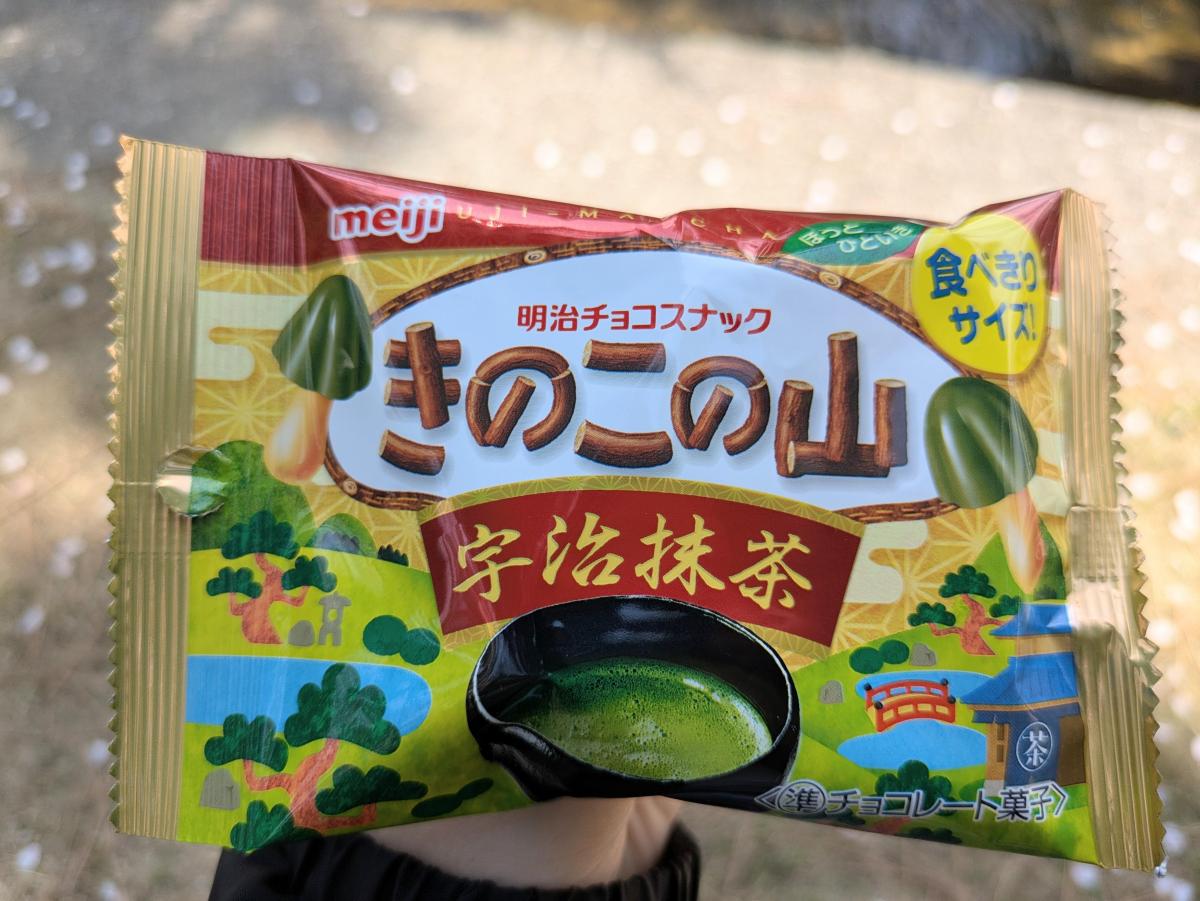 meiji
UJI-MATCHA
ほっと
ひといき
食べきり
サイズ!
明治チョコスナック
きのこの山
宇治抹茶
茶
〈準チョコレート菓子〉